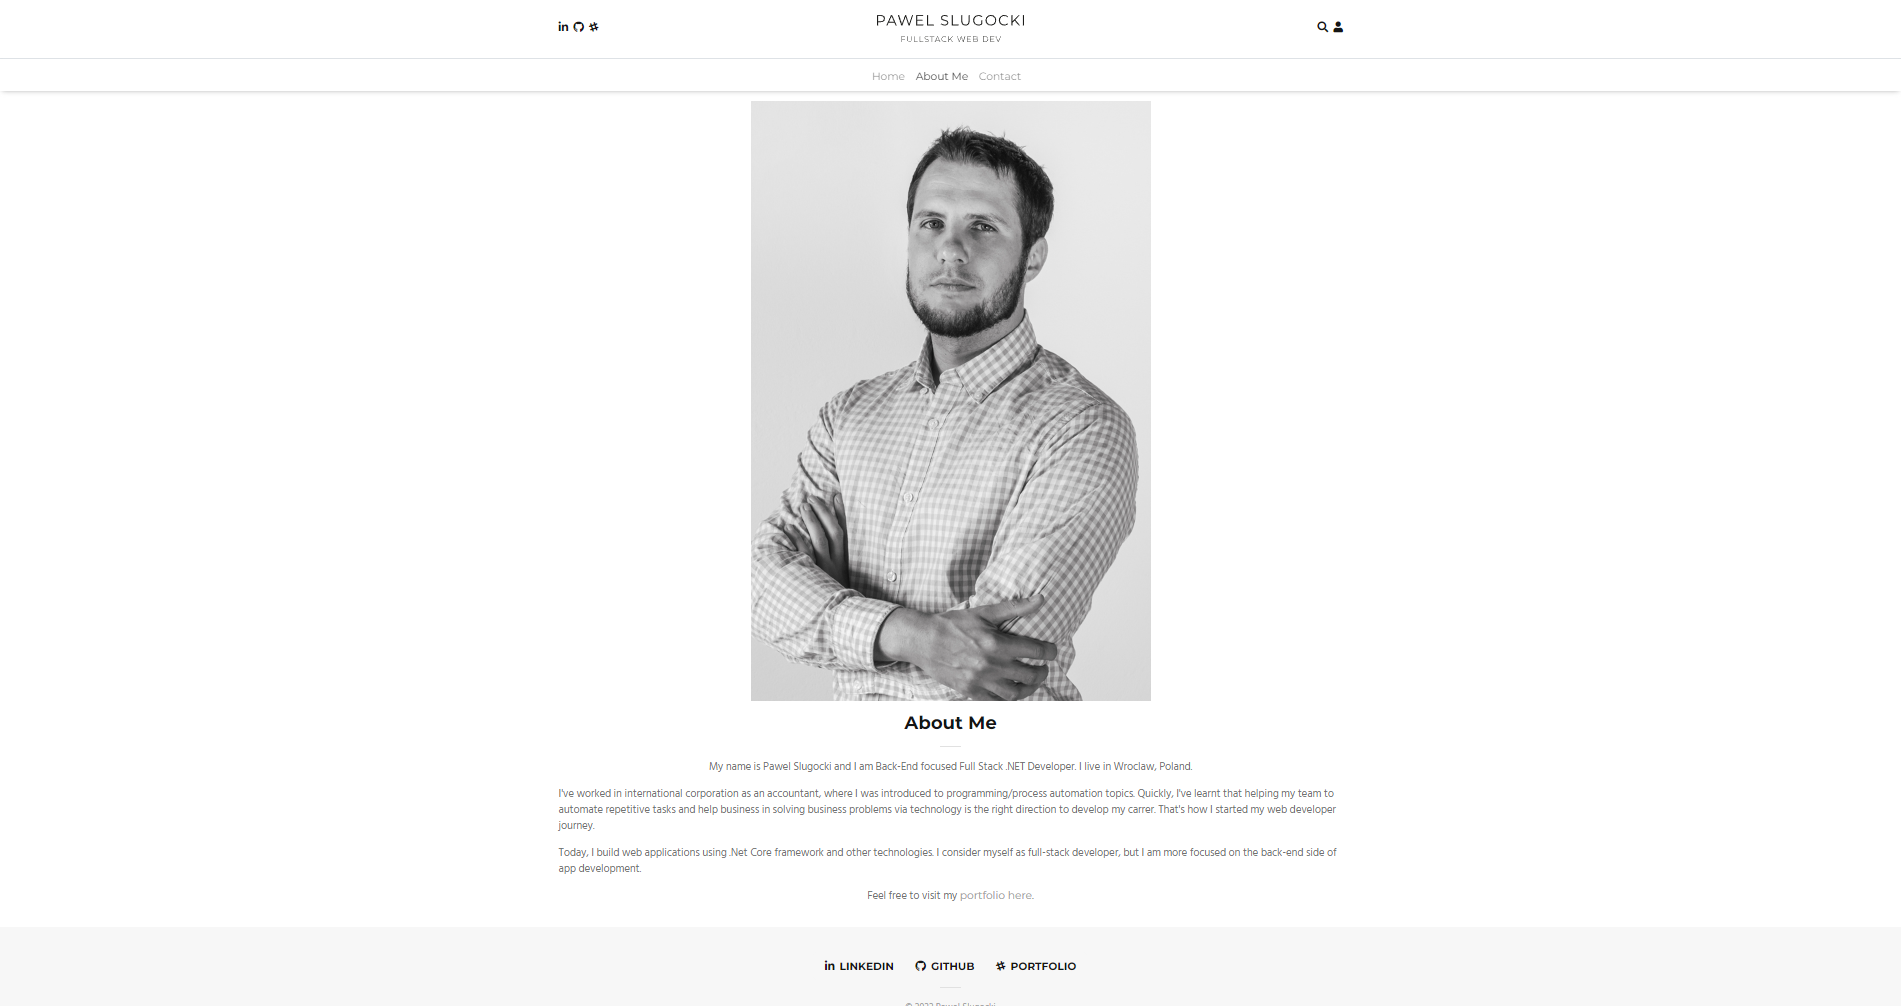 PAWEL SLUGOCKI
FULLSTACK WEB DEV
Home About Me Contact
About Me
My name is Pawel Slugocki and I am Back-End focused Full Stack .NET Developer. I live in Wroclaw, Poland.
I've worked in international corporation as an accountant, where I was introduced to programming/process automation topics. Quickly, I've learnt that helping my team to
automate repetitive tasks and help business in solving business problems via technology is the right direction to develop my carrer. That's how I started my web developer
journey.
Today, I build web applications using .Net Core framework and other technologies. I consider myself as full-stack developer, but I am more focused on the back-end side of
app development.
Feel free to visit my portfolio here.
in LINKEDIN GITHUB PORTFOLIO